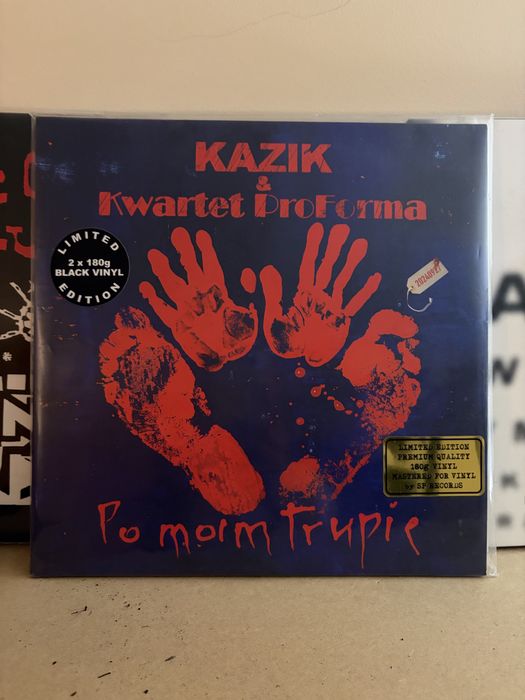 KAZIK
&
Kwartet ProForma
LIMITED
2 x 180g
BLACK VINYL
EDITION
LIMITED EDITION
PREMIUM QUALITY
180g VINYL
MASTERED FOR VINYL
by SP RECORDS
Po moim trupie